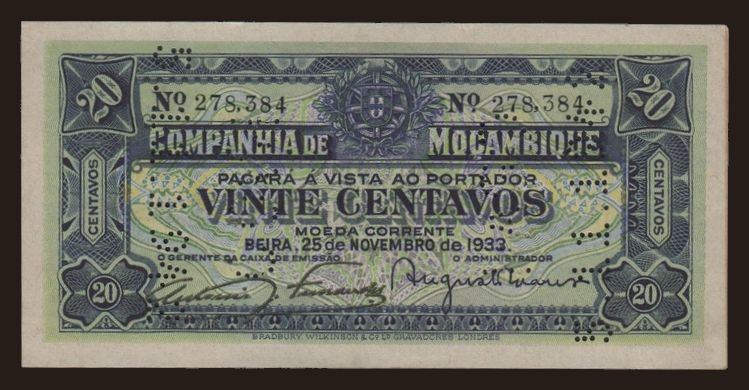 20 Nº 278,384 Nº 278,384 20
COMPANHIA DE MOÇAMBIQUE
CENTAVOS CENTAVOS
PAGARÁ Á VISTA AO PORTADOR
VINTE CENTAVOS
MOEDA CORRENTE
BEIRA, 25 de NOVEMBRO de 1933
O GERENTE DA CAIXA DE EMISSÃO O ADMINISTRADOR
20 20
BRADBURY, WILKINSON & Cº Lº GRAVADORES LONDRES